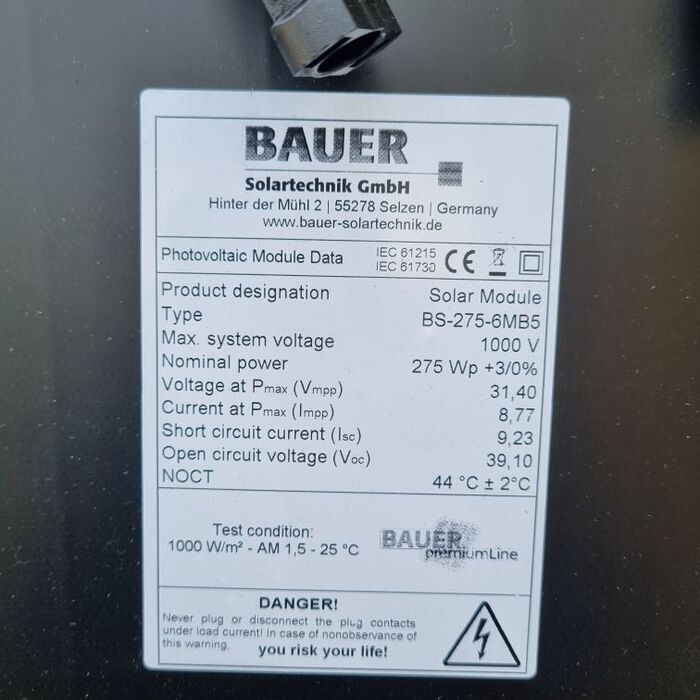 BAUER
Solartechnik GmbH
Hinter der Mühl 2 | 55278 Selzen | Germany
www.bauer-solartechnik.de
Photovoltaic Module Data IEC 61215
IEC 61730 CE
Product designation Solar Module
Type BS-275-6MB5
Max. system voltage 1000 V
Nominal power 275 Wp +3/0%
Voltage at Pmax (Vmpp) 31,40
Current at Pmax (Impp) 8,77
Short circuit current (Isc) 9,23
Open circuit voltage (Voc) 39,10
NOCT 44 °C ± 2°C
Test condition:
1000 W/m² - AM 1,5 - 25 °C
BAUER
premiumLine
DANGER!
Never plug or disconnect the plug contacts
under load current! In case of nonobservance of
this warning, you risk your life!